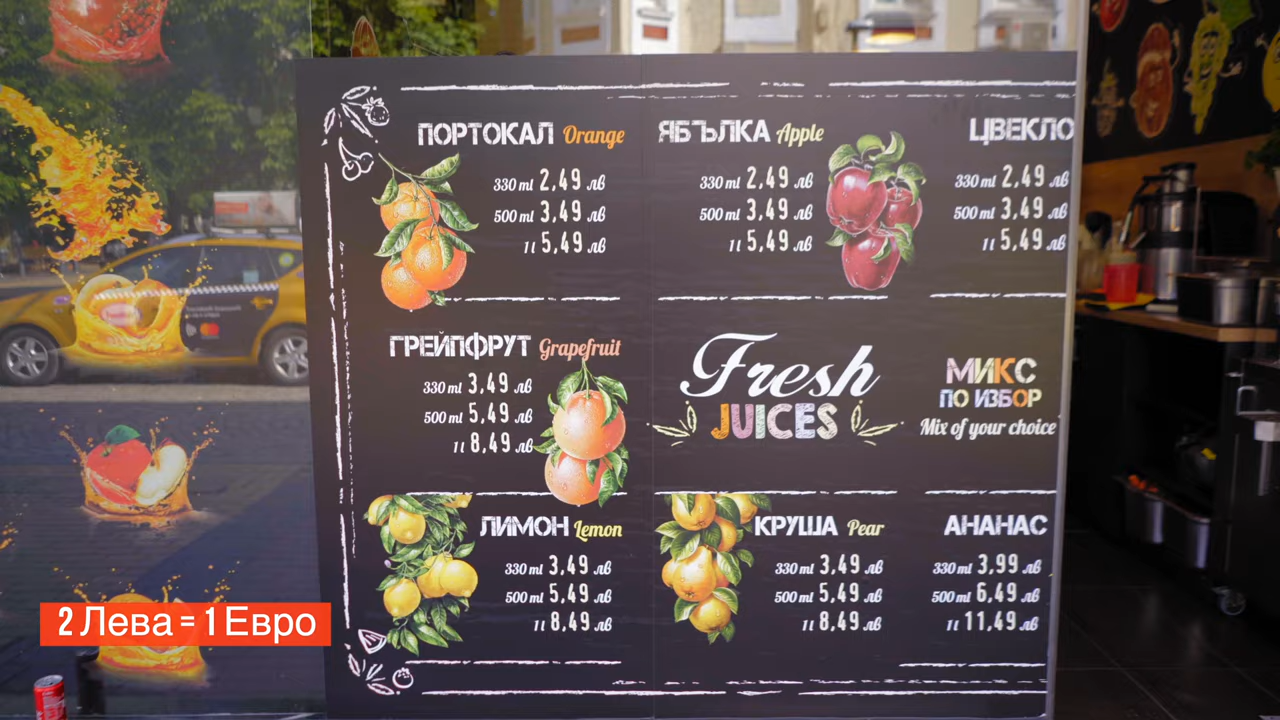 ПОРТОКАЛ Orange
330 ml 2,49 лв
500 ml 3,49 лв
1 l 5,49 лв
ЯБЪЛКА Apple
330 ml 2,49 лв
500 ml 3,49 лв
1 l 5,49 лв
ЦВЕКЛО
330 ml 2,49 лв
500 ml 3,49 лв
1 l 5,49 лв
ГРЕЙПФРУТ Grapefruit
330 ml 3,49 лв
500 ml 5,49 лв
1 l 8,49 лв
Fresh
JUICES
МИКС
ПО ИЗБОР
Mix of your choice
ЛИМОН Lemon
330 ml 3,49 лв
500 ml 5,49 лв
1 l 8,49 лв
КРУША Pear
330 ml 3,49 лв
500 ml 5,49 лв
1 l 8,49 лв
АНАНАС
330 ml 3,99 лв
500 ml 6,49 лв
1 l 11,49 лв
2 Лева = 1 Евро